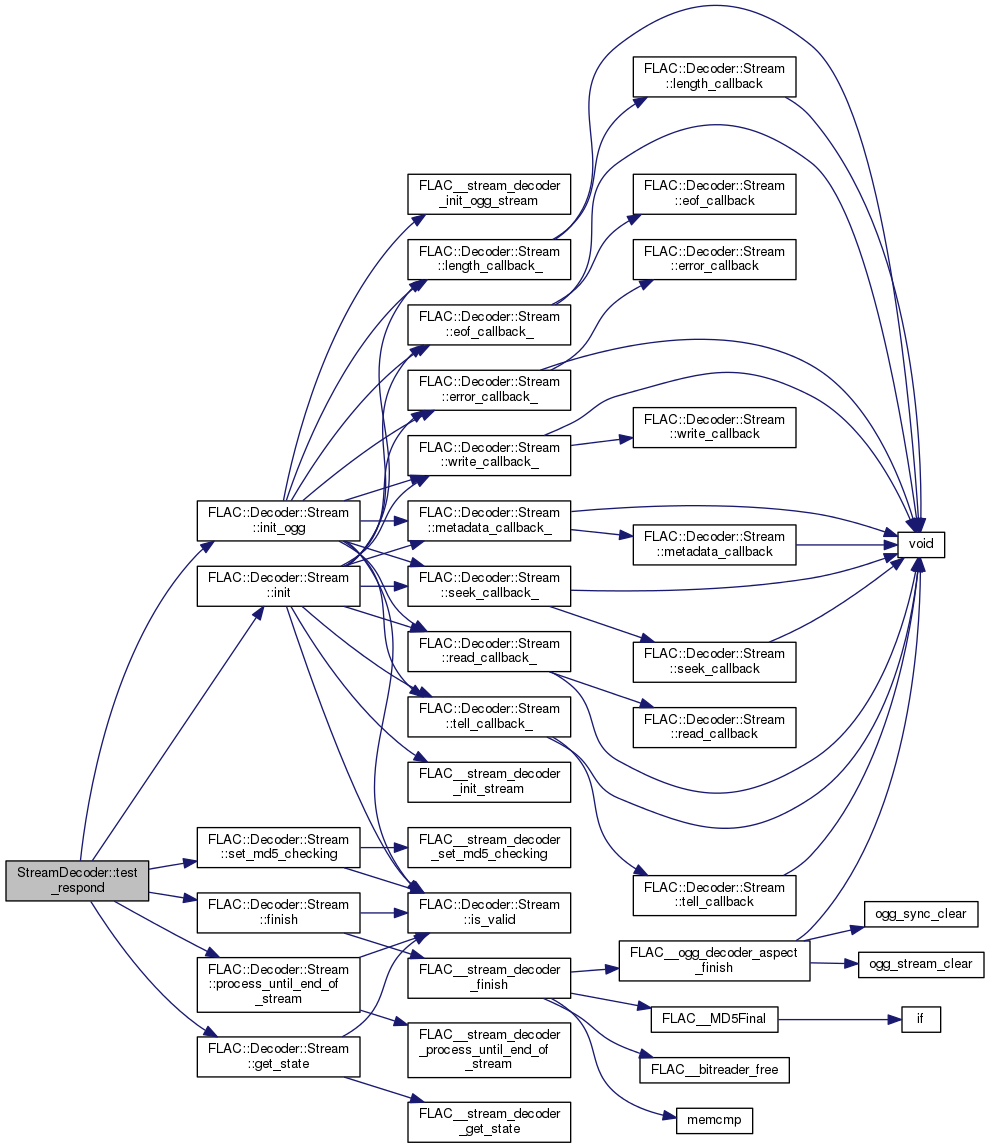 StreamDecoder::test
_respond
FLAC::Decoder::Stream
::init_ogg
FLAC::Decoder::Stream
::init
FLAC::Decoder::Stream
::set_md5_checking
FLAC::Decoder::Stream
::finish
FLAC::Decoder::Stream
::process_until_end_of
_stream
FLAC::Decoder::Stream
::get_state
FLAC__stream_decoder
_init_ogg_stream
FLAC::Decoder::Stream
::length_callback_
FLAC::Decoder::Stream
::eof_callback_
FLAC::Decoder::Stream
::error_callback_
FLAC::Decoder::Stream
::write_callback_
FLAC::Decoder::Stream
::metadata_callback_
FLAC::Decoder::Stream
::seek_callback_
FLAC::Decoder::Stream
::read_callback_
FLAC::Decoder::Stream
::tell_callback_
FLAC__stream_decoder
_init_stream
FLAC__stream_decoder
_set_md5_checking
FLAC::Decoder::Stream
::is_valid
FLAC__stream_decoder
_finish
FLAC__stream_decoder
_process_until_end_of
_stream
FLAC__stream_decoder
_get_state
FLAC::Decoder::Stream
::length_callback
FLAC::Decoder::Stream
::eof_callback
FLAC::Decoder::Stream
::error_callback
FLAC::Decoder::Stream
::write_callback
FLAC::Decoder::Stream
::metadata_callback
FLAC::Decoder::Stream
::seek_callback
FLAC::Decoder::Stream
::read_callback
FLAC::Decoder::Stream
::tell_callback
FLAC__ogg_decoder_aspect
_finish
FLAC__MD5Final
FLAC__bitreader_free
memcmp
void
ogg_sync_clear
ogg_stream_clear
if